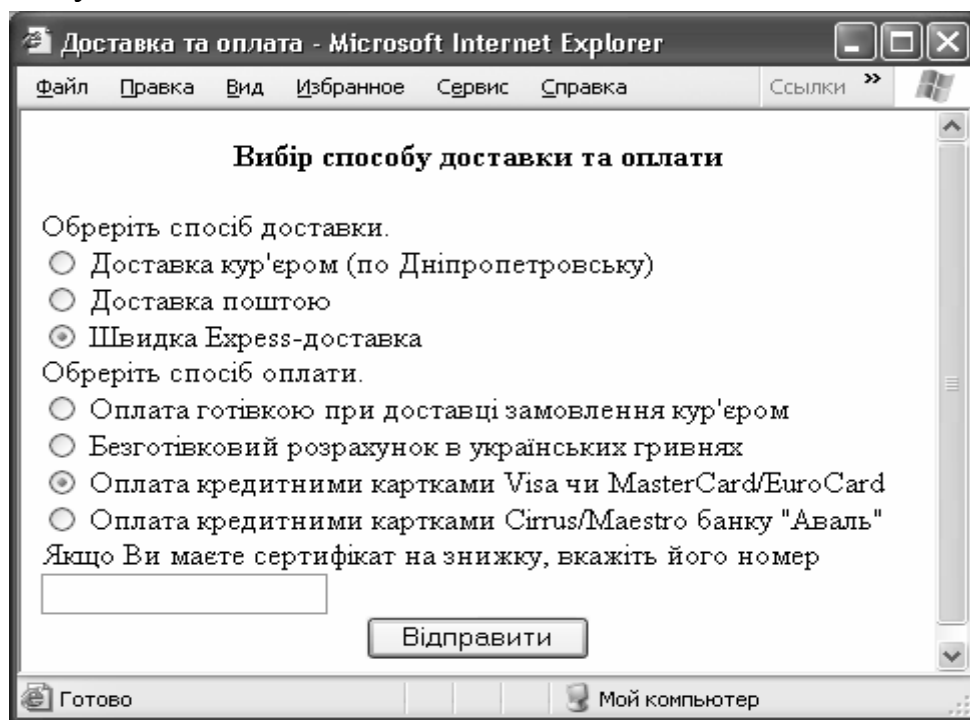 Доставка та оплата - Microsoft Internet Explorer
Файл Правка Вид Избранное Сервис Справка Ссылки »
Вибір способу доставки та оплати
Обреріть спосіб доставки.
Доставка кур'єром (по Дніпропетровську)
Доставка поштою
Швидка Expess-доставка
Обреріть спосіб оплати.
Оплата готівкою при доставці замовлення кур'єром
Безготівковий розрахунок в українських гривнях
Оплата кредитними картками Visa чи MasterCard/EuroCard
Оплата кредитними картками Cirrus/Maestro банку "Аваль"
Якщо Ви маєте сертифікат на знижку, вкажіть його номер
Відправити
Готово Мой компьютер